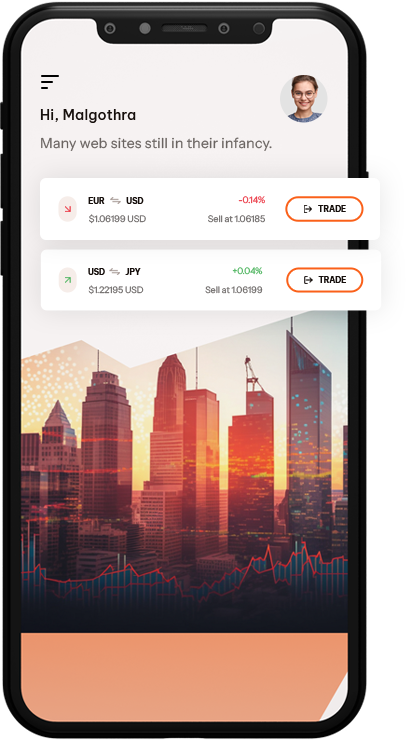 Hi, Malgothra
Many web sites still in their infancy.
EUR USD -0.14% TRADE
$1.06199 USD Sell at 1.06185
USD JPY +0.04% TRADE
$1.22195 USD Sell at 1.06199